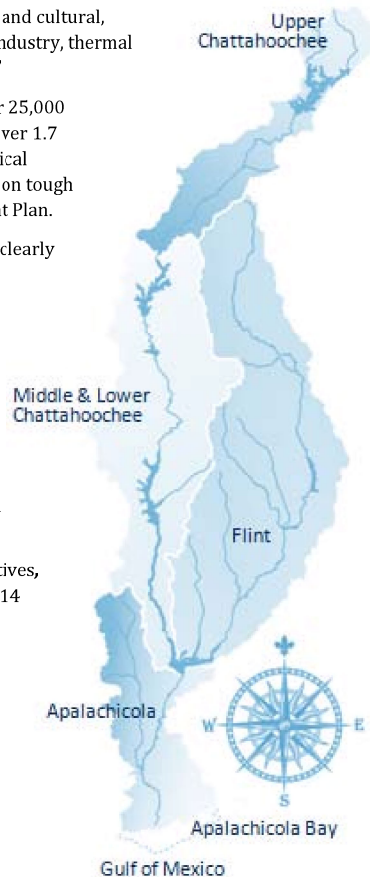 and cultural,
ndustry, thermal
r 25,000
ver 1.7
ical
on tough
t Plan.
clearly
tives,
14
Upper
Chattahoochee
Middle & Lower
Chattahoochee
Flint
Apalachicola
W
E
S
Apalachicola Bay
Gulf of Mexico